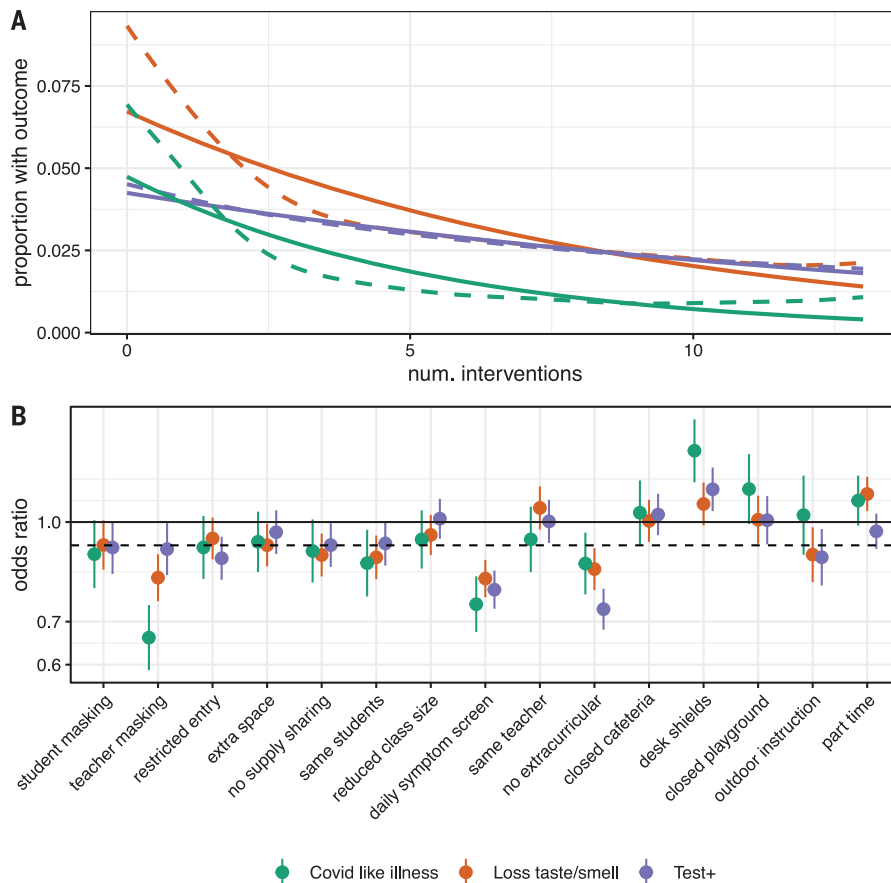 A
proportion with outcome
0.075
0.050
0.025
0.000
0
5
10
num. interventions
B
odds ratio
1.0
0.7
0.6
student masking
teacher masking
restricted entry
extra space
no supply sharing
same students
reduced class size
daily symptom screen
same teacher
no extracurricular
closed cafeteria
desk shields
closed playground
outdoor instruction
part time
Covid like illness
Loss taste/smell
Test+